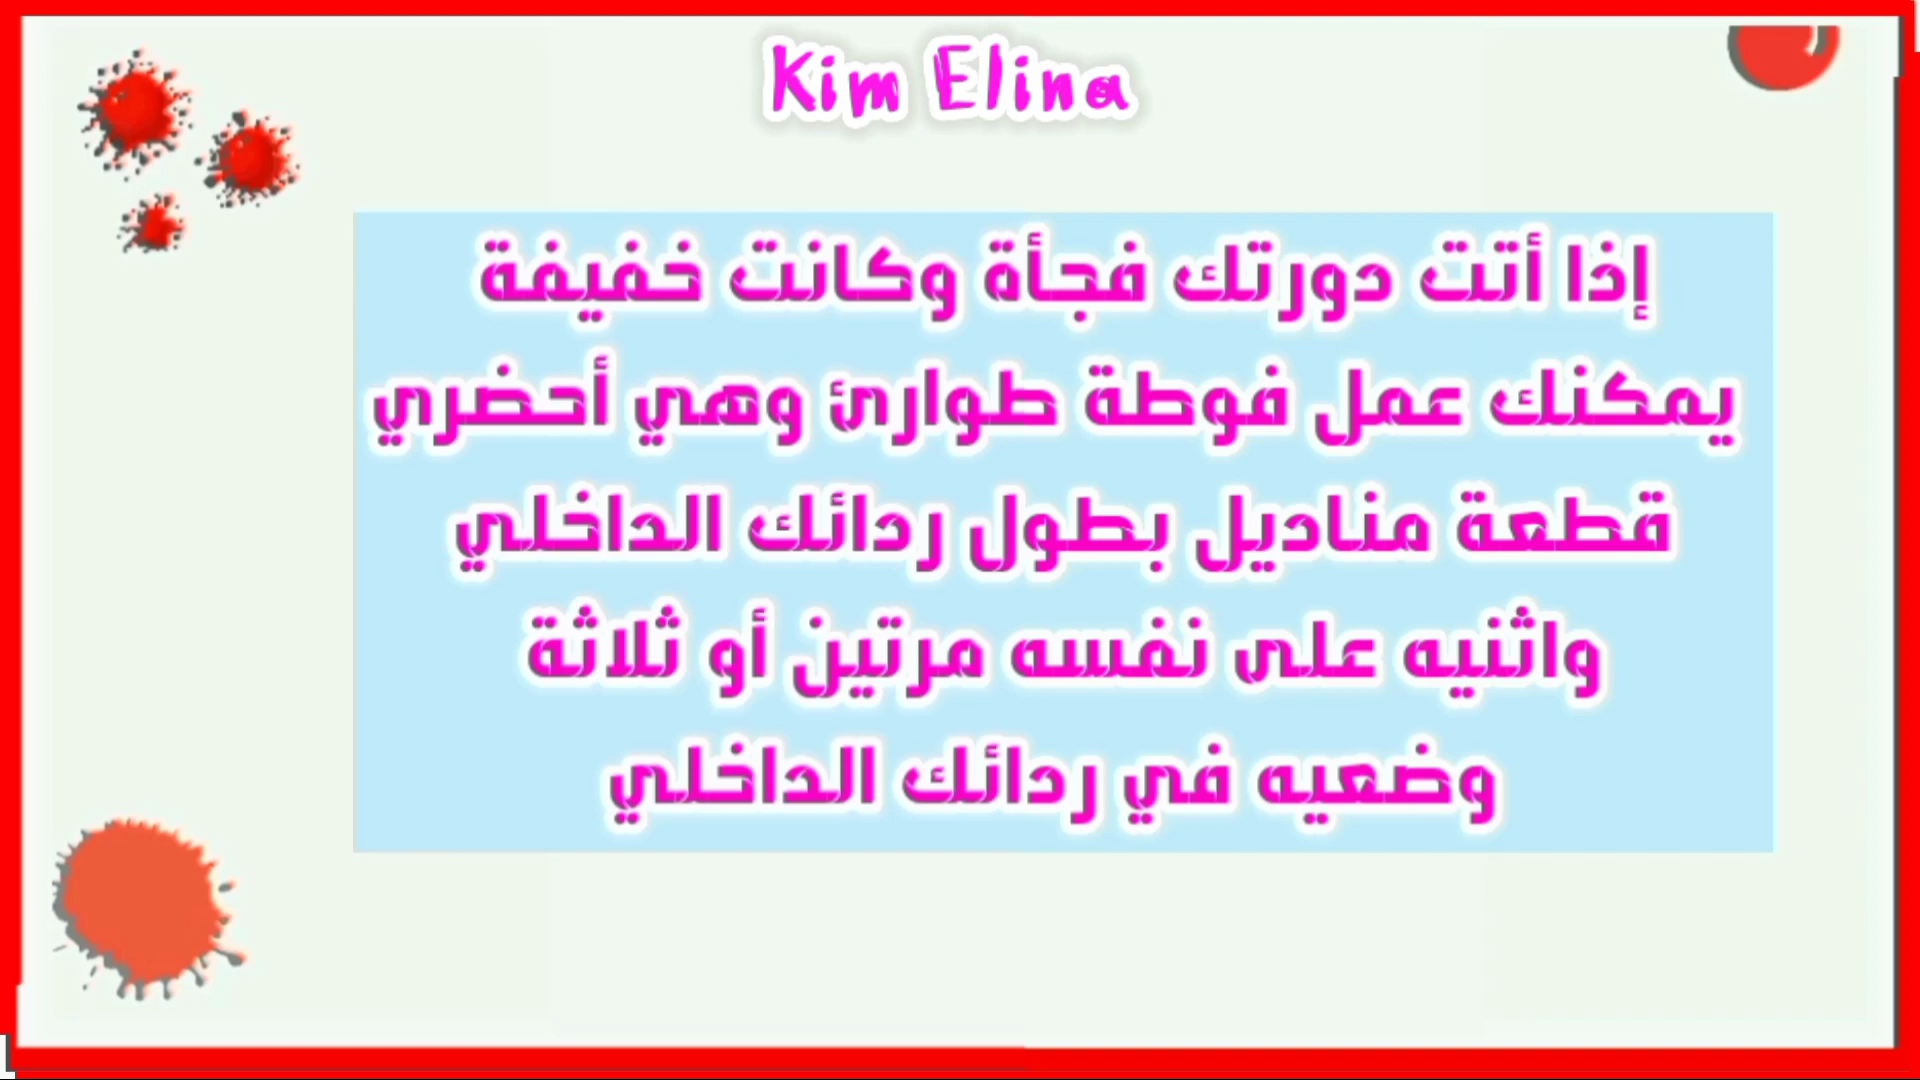 Kim Elina
إذا أتت دورتك فجأة وكانت خفيفة
يمكنك عمل فوطة طوارئ وهي أحضري
قطعة مناديل بطول ردائك الداخلي
واثنيه على نفسه مرتين أو ثلاثة
وضعيه في ردائك الداخلي